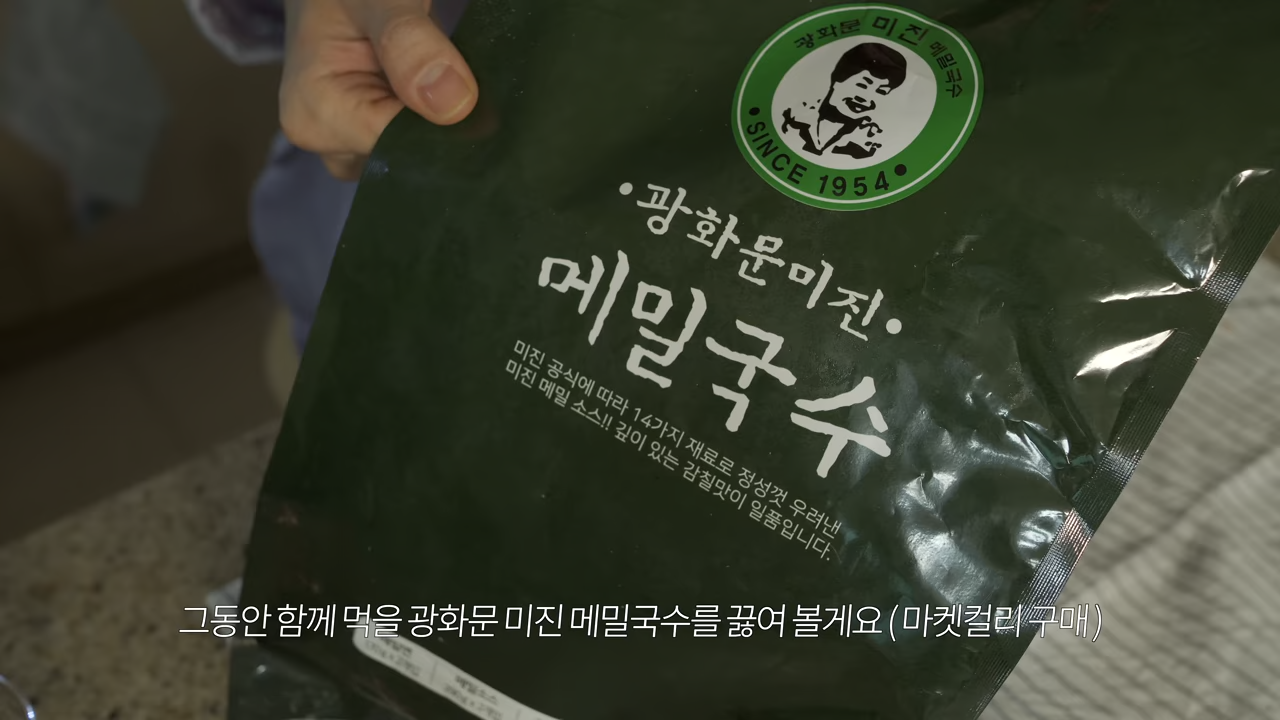 광화문 미진 메밀국수
SINCE 1954
광화문미진
메밀국수
미진 공식에 따라 14가지 재료로 정성껏 우려낸
미진 메밀 소스!! 깊이 있는 감칠맛이 일품입니다.
그동안 함께 먹을 광화문 미진 메밀국수를 끓여 볼게요 ( 마켓컬리 구매 )
메밀소스